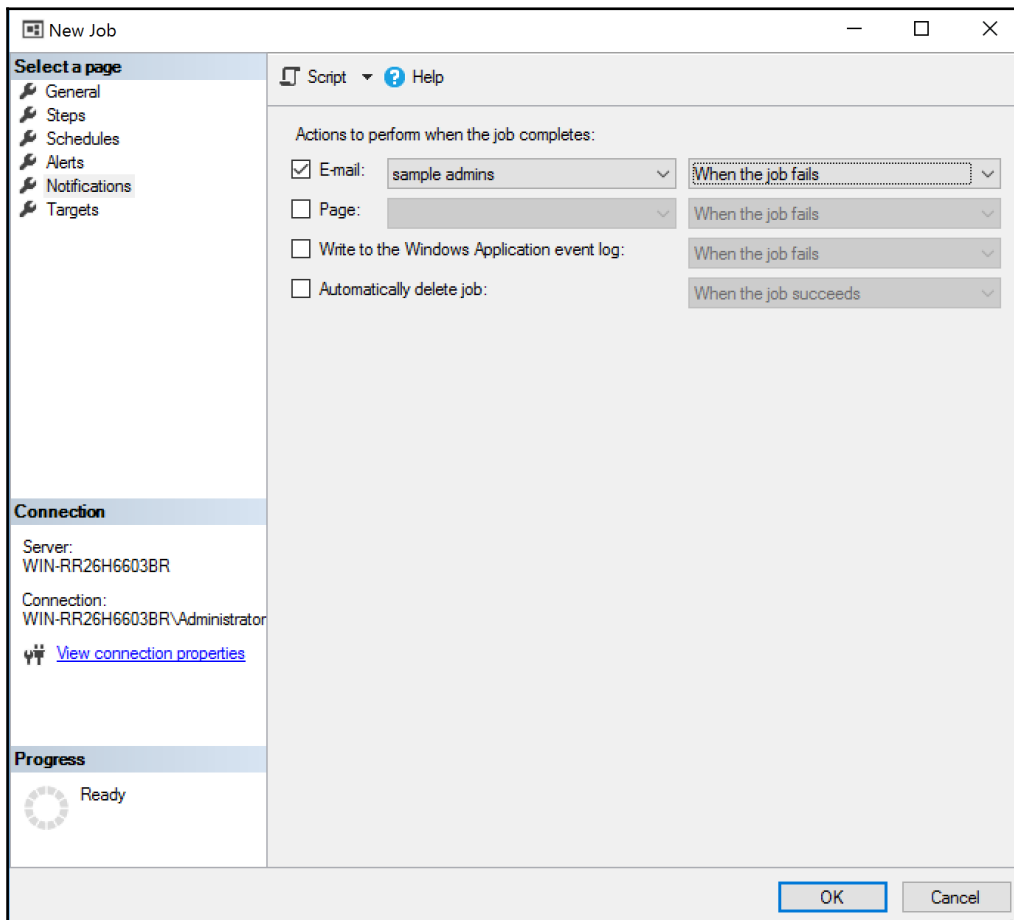 New Job
Select a page
General
Steps
Schedules
Alerts
Notifications
Targets
Script
Help
Actions to perform when the job completes:
E-mail: sample admins When the job fails
Page: When the job fails
Write to the Windows Application event log: When the job fails
Automatically delete job: When the job succeeds
Connection
Server:
WIN-RR26H6603BR
Connection:
WIN-RR26H6603BR\Administrator
View connection properties
Progress
Ready
OK Cancel